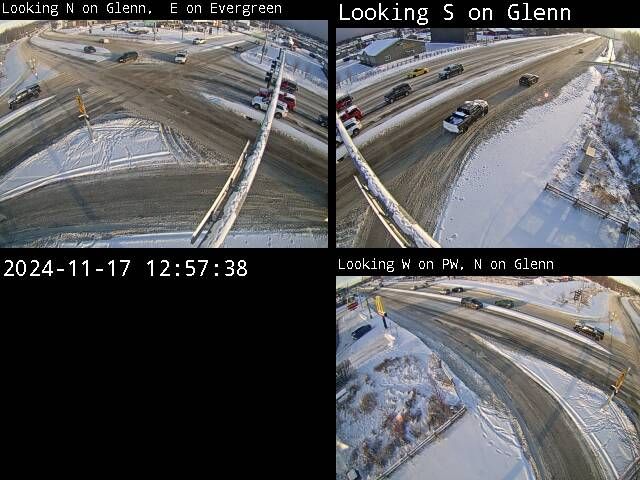 Looking N on Glenn,  E on Evergreen
Looking S on Glenn
2024-11-17 12:57:38
Looking W on PW, N on Glenn